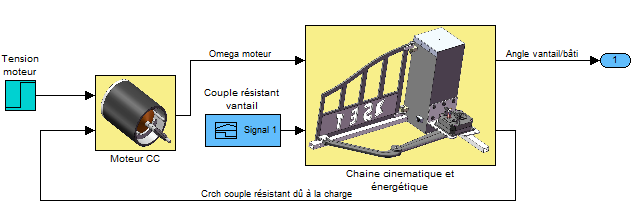 Tension
moteur
Moteur CC
Omega moteur
Couple résistant
vantail
Signal 1
Chaine cinematique et
énergétique
Angle vantail/bâti
1
Crch couple résistant dû â la charge